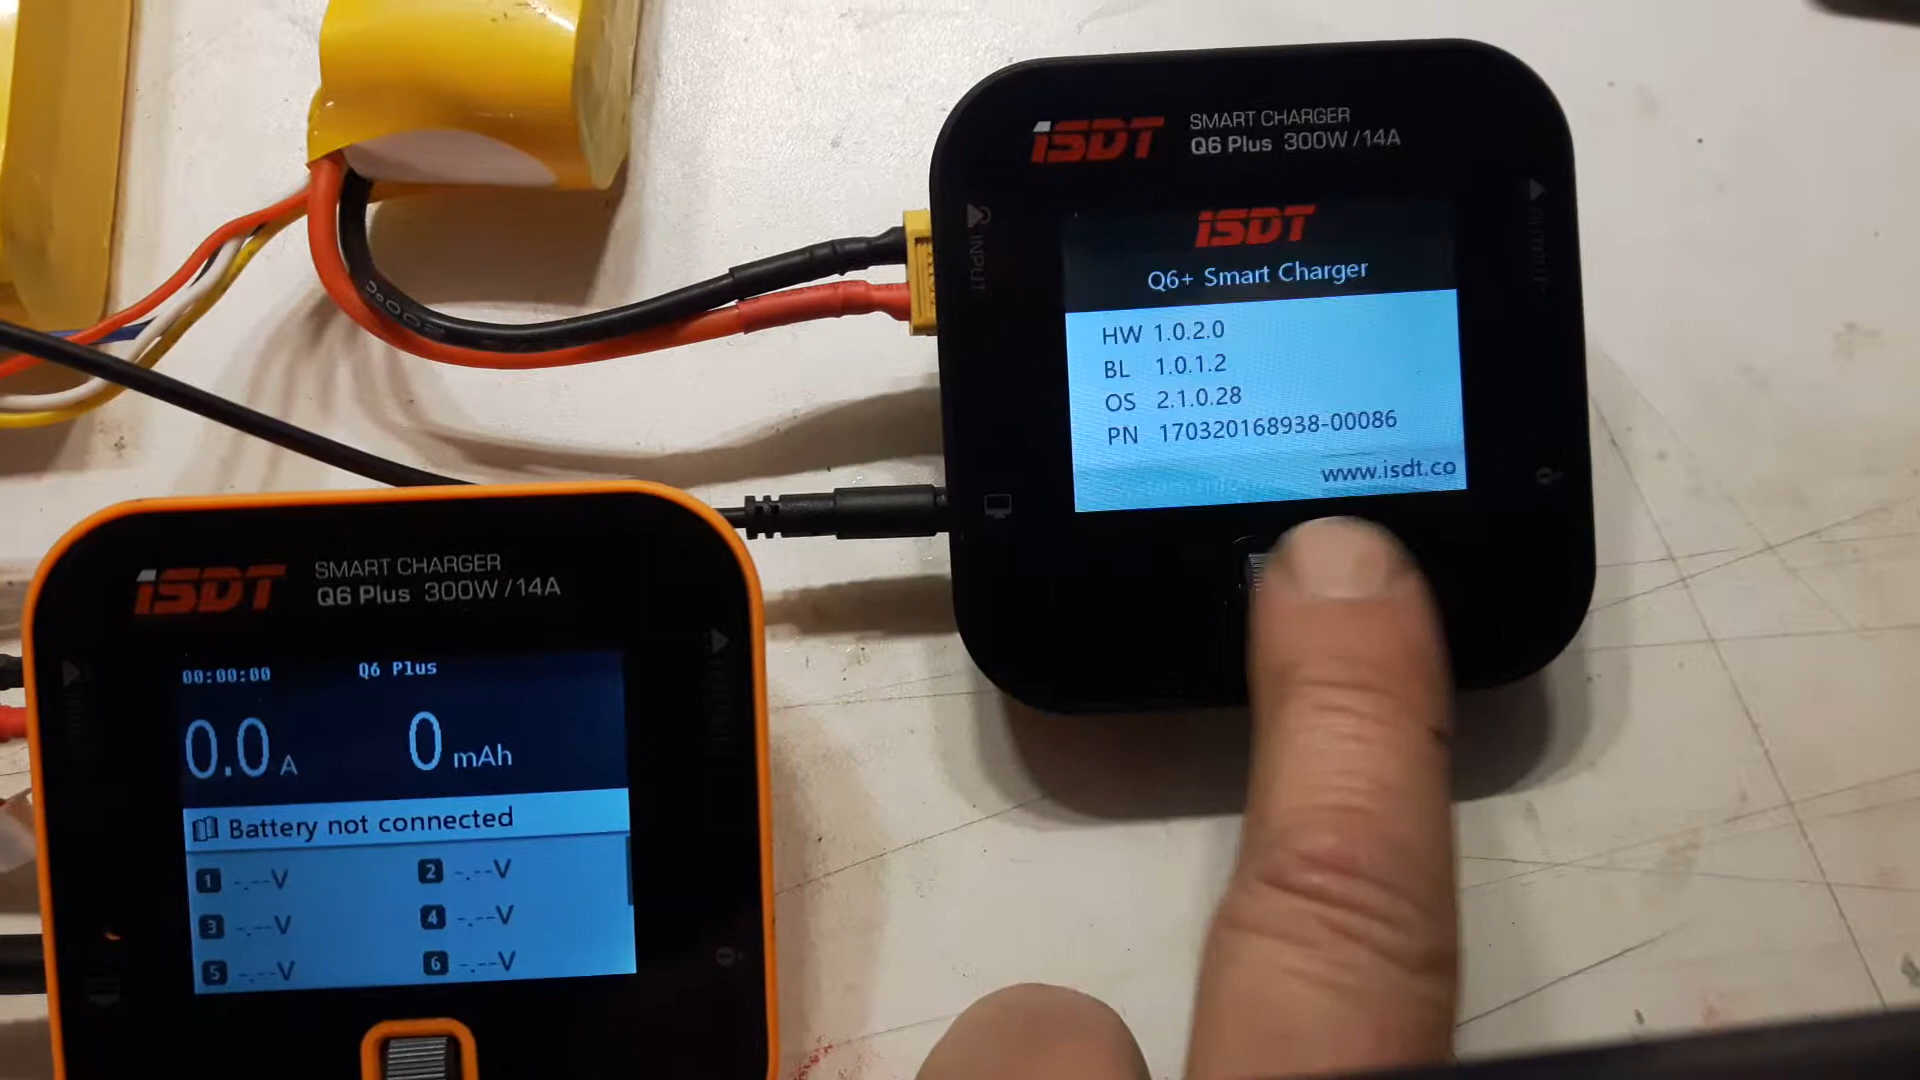 iSDT
SMART CHARGER
Q6 Plus 300W/14A
INPUT
iSDT
Q6+ Smart Charger
HW 1.0.2.0
BL 1.0.1.2
OS 2.1.0.28
PN 170320168938-00086
www.isdt.co
iSDT
SMART CHARGER
Q6 Plus 300W/14A
00:00:00 Q6 Plus
0.0 A 0 mAh
Battery not connected
1 -.--V 2 -.--V
3 -.--V 4 -.--V
5 -.--V 6 -.--V